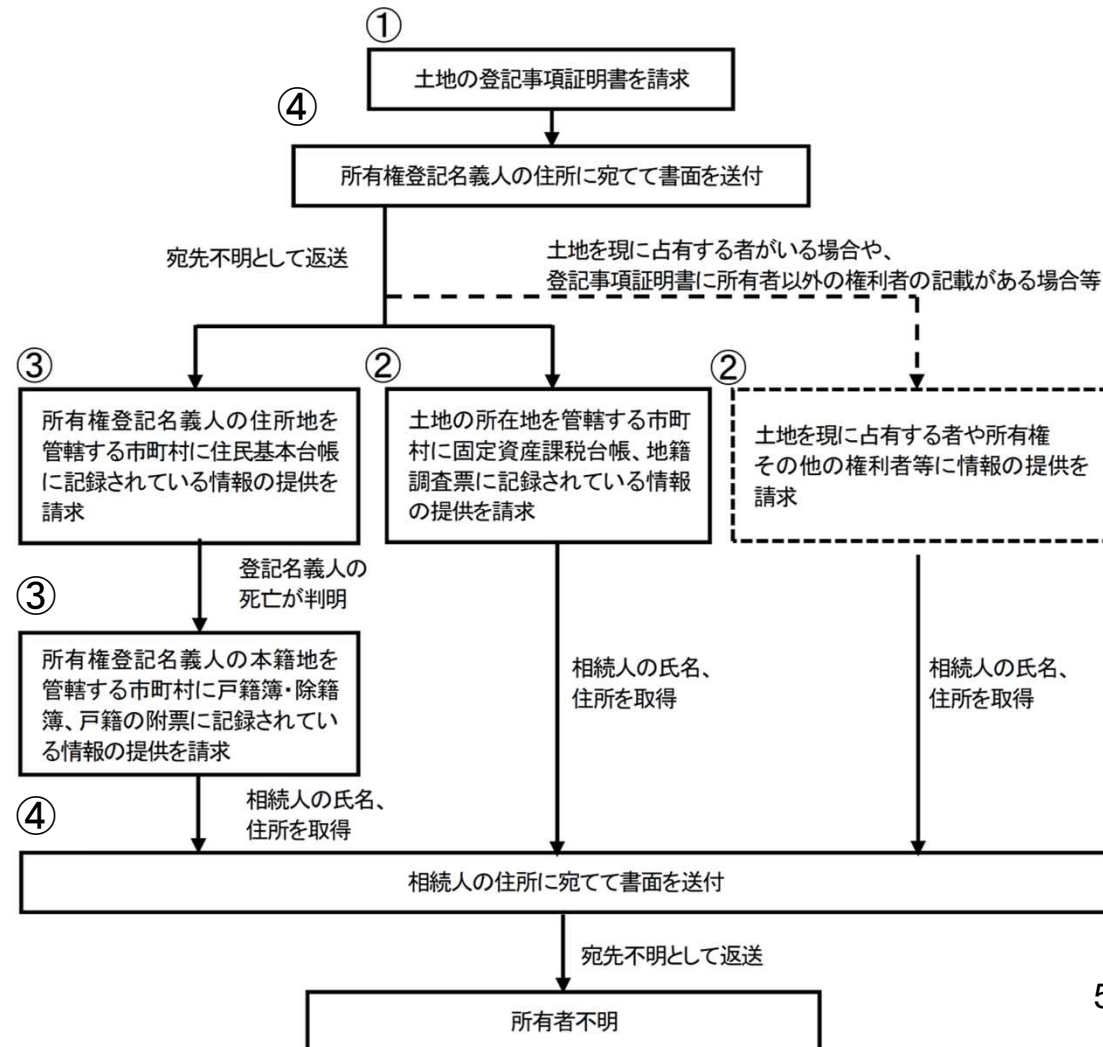 ①
土地の登記事項証明書を請求
④
所有権登記名義人の住所に宛てて書面を送付
宛先不明として返送
土地を現に占有する者がいる場合や、
登記事項証明書に所有者以外の権利者の記載がある場合等
③
所有権登記名義人の住所地を
管轄する市町村に住民基本台帳
に記録されている情報の提供を
請求
②
土地の所在地を管轄する市町
村に固定資産課税台帳、地籍
調査票に記録されている情報
の提供を請求
②
土地を現に占有する者や所有権
その他の権利者等に情報の提供を
請求
登記名義人の
死亡が判明
③
所有権登記名義人の本籍地を
管轄する市町村に戸籍簿・除籍
簿、戸籍の附票に記録されてい
る情報の提供を請求
相続人の氏名、
住所を取得
相続人の氏名、
住所を取得
相続人の氏名、
住所を取得
④
相続人の住所に宛てて書面を送付
宛先不明として返送
所有者不明
5